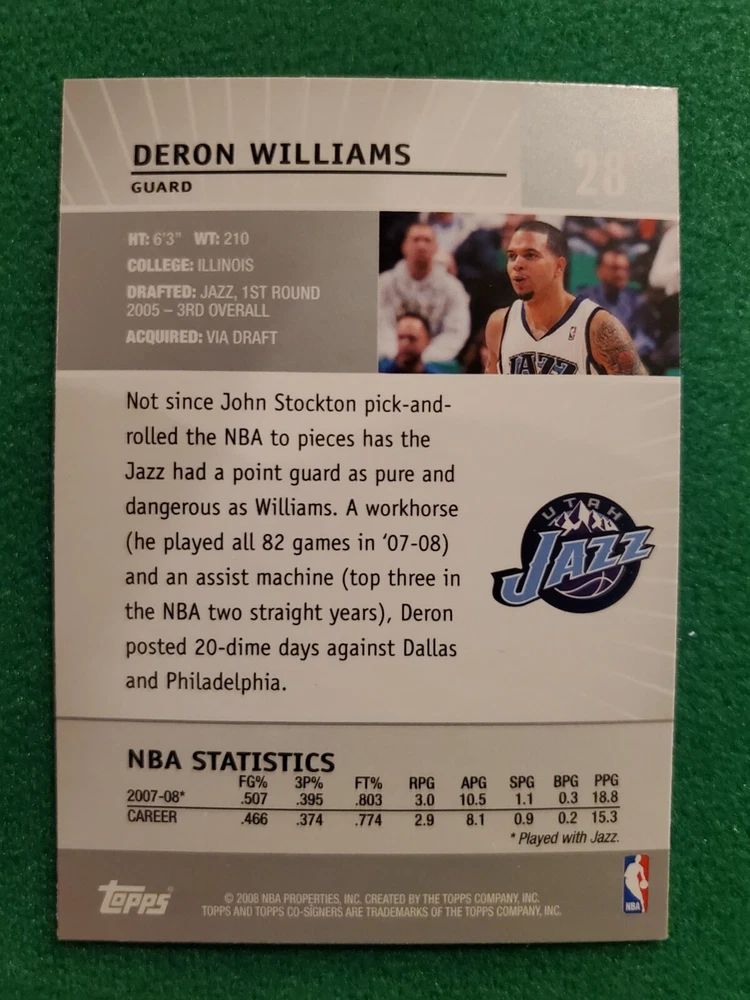 DERON WILLIAMS
28
GUARD
HT: 6'3" WT: 210
COLLEGE: ILLINOIS
DRAFTED: JAZZ, 1ST ROUND
2005 – 3RD OVERALL
ACQUIRED: VIA DRAFT
JAZZ
Not since John Stockton pick-and-
rolled the NBA to pieces has the
Jazz had a point guard as pure and
dangerous as Williams. A workhorse
(he played all 82 games in '07-08)
and an assist machine (top three in
the NBA two straight years), Deron
posted 20-dime days against Dallas
and Philadelphia.
UTAH
JAZZ
NBA STATISTICS
FG% 3P% FT% RPG APG SPG BPG PPG
2007-08* .507 .395 .803 3.0 10.5 1.1 0.3 18.8
CAREER .466 .374 .774 2.9 8.1 0.9 0.2 15.3
* Played with Jazz.
topps®
© 2008 NBA PROPERTIES, INC. CREATED BY THE TOPPS COMPANY, INC.
TOPPS AND TOPPS CO-SIGNERS ARE TRADEMARKS OF THE TOPPS COMPANY, INC.
NBA